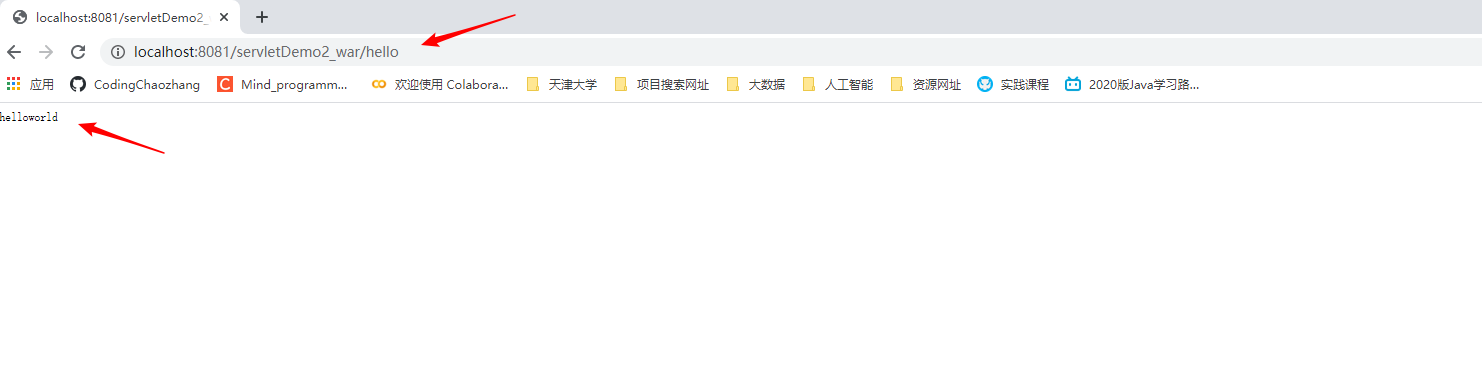 localhost:8081/servletDemo2_
localhost:8081/servletDemo2_war/hello
应用 CodingChaozhang Mind_programm... 欢迎使用 Colabora... 天津大学 项目搜索网址 大数据 人工智能 资源网址 实践课程 2020版Java学习路...
helloworld